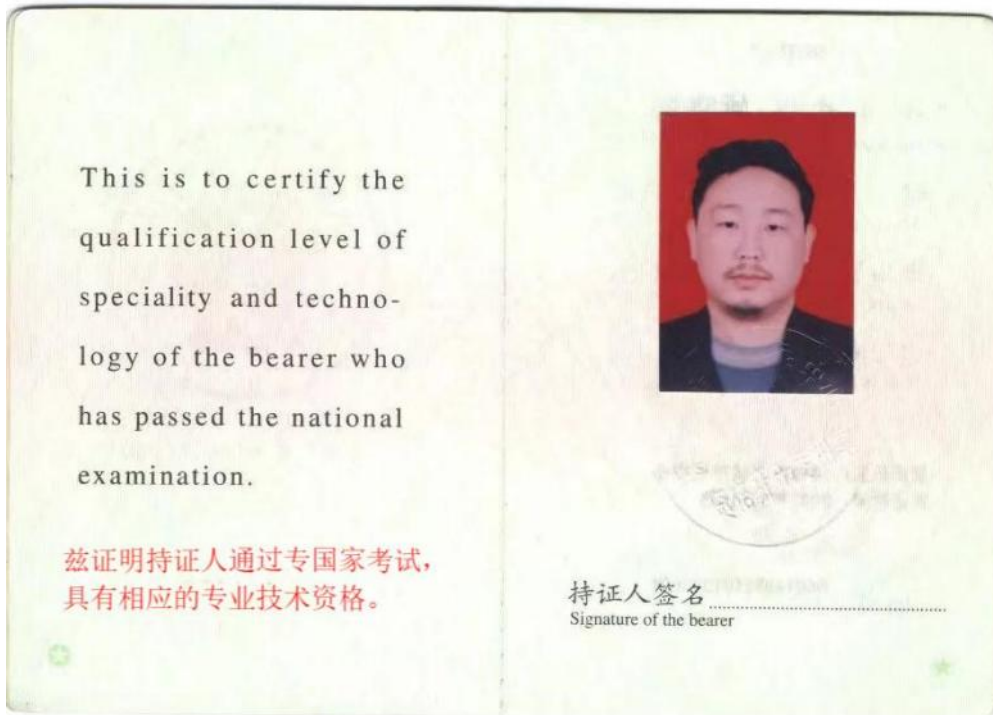 This is to certify the
qualification level of
speciality and techno-
logy of the bearer who
has passed the national
examination.
兹证明持证人通过专国家考试，
具有相应的专业技术资格。
持证人签名
Signature of the bearer